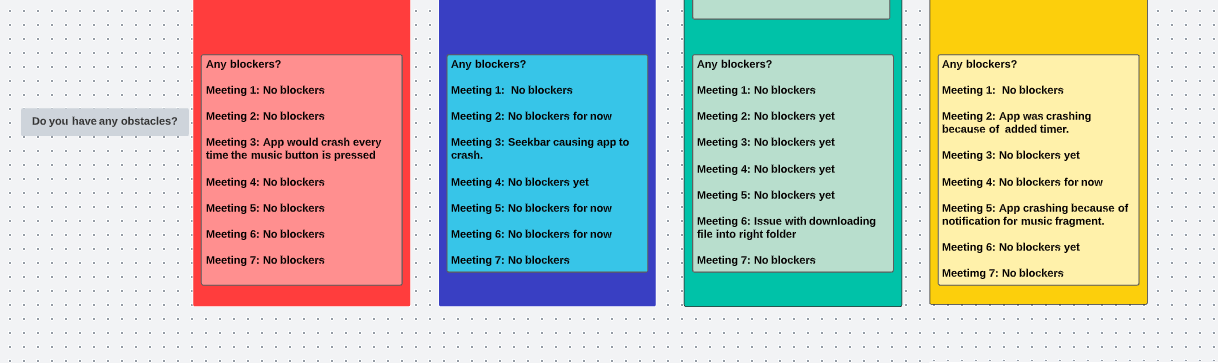 Do you have any obstacles?
Any blockers?
Meeting 1: No blockers
Meeting 2: No blockers
Meeting 3: App would crash every
time the music button is pressed
Meeting 4: No blockers
Meeting 5: No blockers
Meeting 6: No blockers
Meeting 7: No blockers
Any blockers?
Meeting 1:  No blockers
Meeting 2: No blockers for now
Meeting 3: Seekbar causing app to
crash.
Meeting 4: No blockers yet
Meeting 5: No blockers for now
Meeting 6: No blockers for now
Meeting 7: No blockers
Any blockers?
Meeting 1: No blockers
Meeting 2: No blockers yet
Meeting 3: No blockers yet
Meeting 4: No blockers yet
Meeting 5: No blockers yet
Meeting 6: Issue with downloading
file into right folder
Meeting 7: No blockers
Any blockers?
Meeting 1:  No blockers
Meeting 2: App was crashing
because of  added timer.
Meeting 3: No blockers yet
Meeting 4: No blockers for now
Meeting 5: App crashing because of
notification for music fragment.
Meeting 6: No blockers yet
Meetimg 7: No blockers